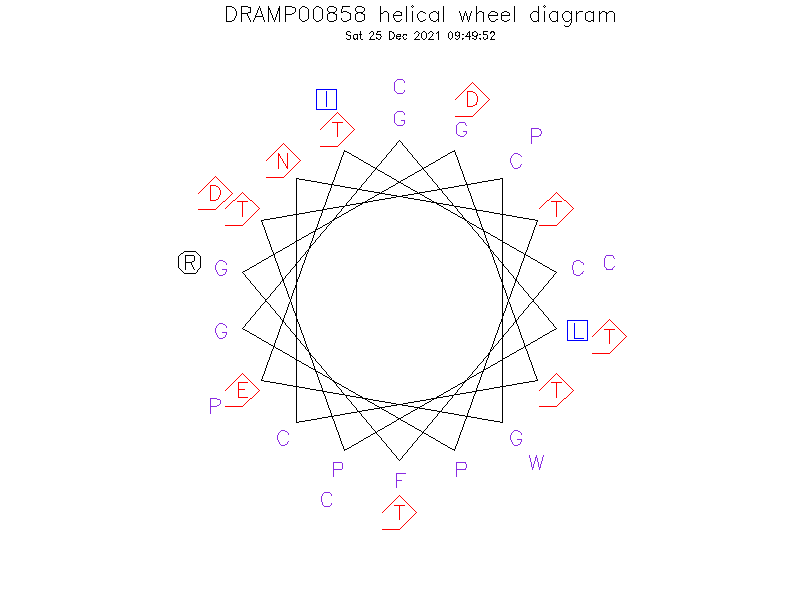 DRAMP00858 helical wheel diagram
Sat 25 Dec 2021 09:49:52
C
I D
G
T G P
N C
D T T
R G C C
G L T
P E T
C G
P F P W
C
T